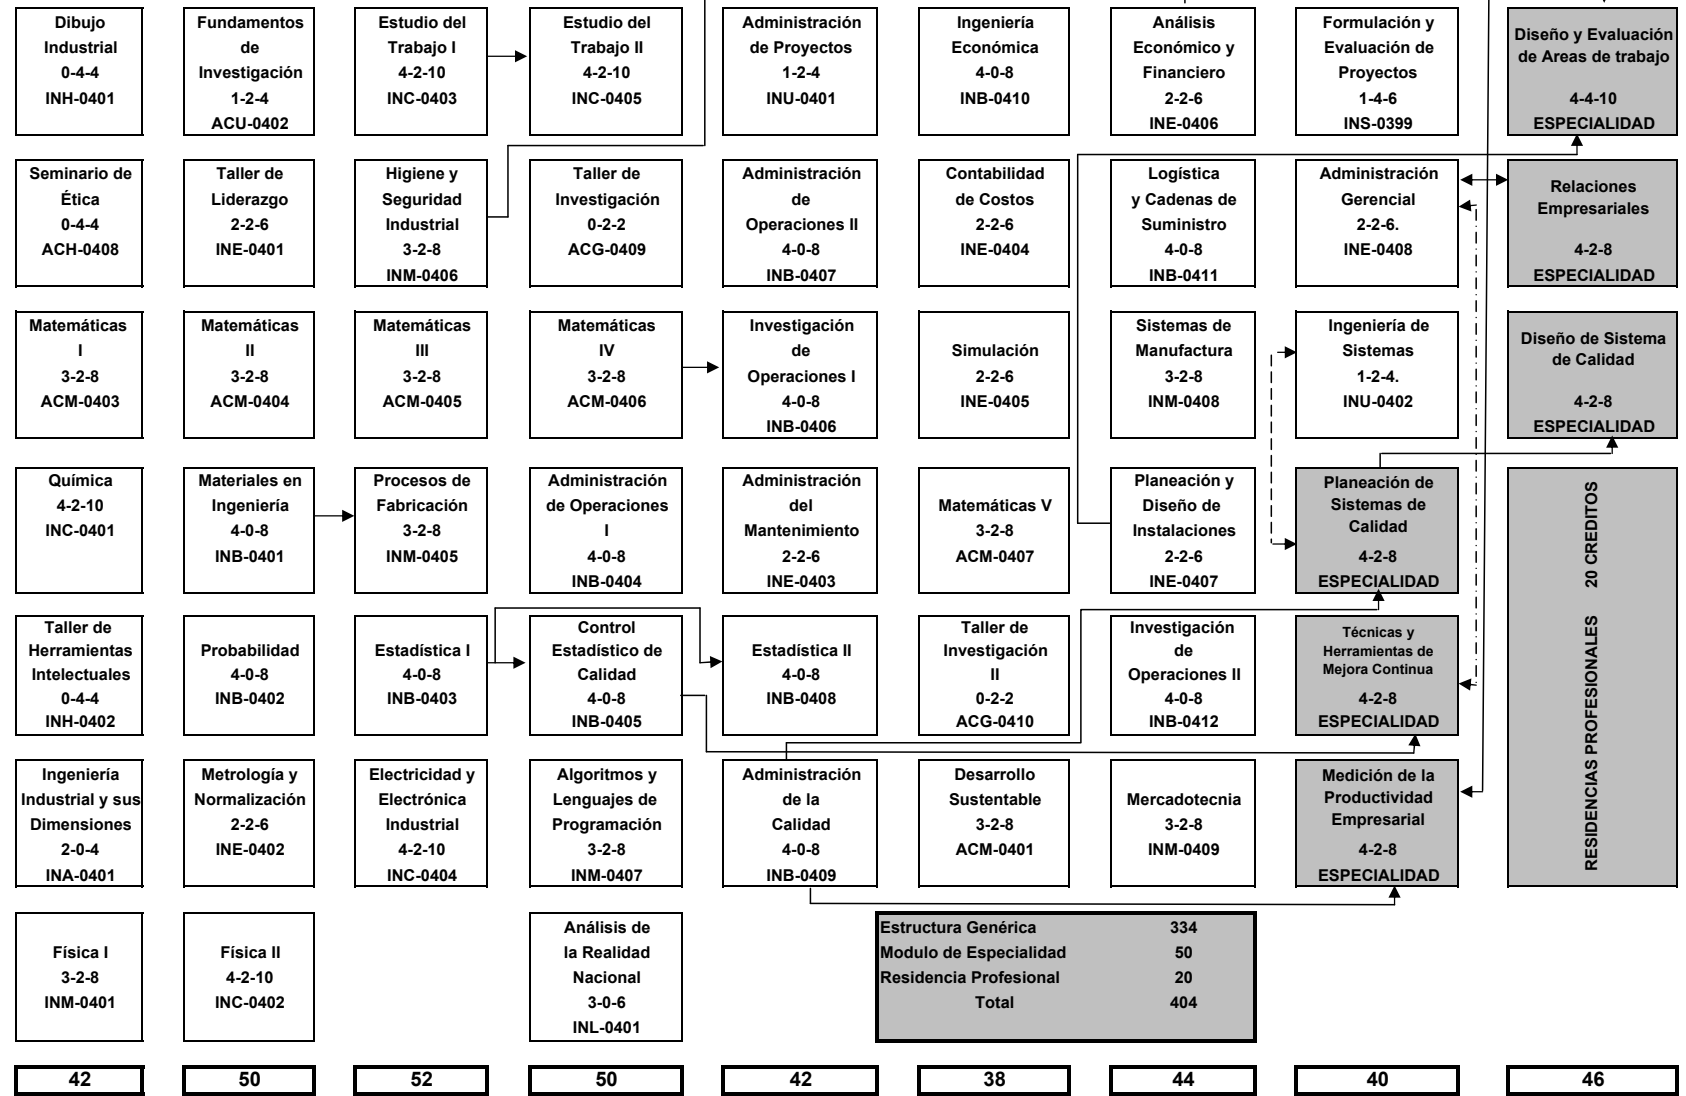 Dibujo
Industrial
0-4-4
INH-0401
Fundamentos
de
Investigación
1-2-4
ACU-0402
Estudio del
Trabajo I
4-2-10
INC-0403
Estudio del
Trabajo II
4-2-10
INC-0405
Administración
de Proyectos
1-2-4
INU-0401
Ingeniería
Económica
4-0-8
INB-0410
Análisis
Económico y
Financiero
2-2-6
INE-0406
Formulación y
Evaluación de
Proyectos
1-4-6
INS-0399
Diseño y Evaluación
de Areas de trabajo
4-4-10
ESPECIALIDAD
Seminario de
Ética
0-4-4
ACH-0408
Taller de
Liderazgo
2-2-6
INE-0401
Higiene y
Seguridad
Industrial
3-2-8
INM-0406
Taller de
Investigación
0-2-2
ACG-0409
Administración
de
Operaciones II
4-0-8
INB-0407
Contabilidad
de Costos
2-2-6
INE-0404
Logística
y Cadenas de
Suministro
4-0-8
INB-0411
Administración
Gerencial
2-2-6.
INE-0408
Relaciones
Empresariales
4-2-8
ESPECIALIDAD
Matemáticas
I
3-2-8
ACM-0403
Matemáticas
II
3-2-8
ACM-0404
Matemáticas
III
3-2-8
ACM-0405
Matemáticas
IV
3-2-8
ACM-0406
Investigación
de
Operaciones I
4-0-8
INB-0406
Simulación
2-2-6
INE-0405
Sistemas de
Manufactura
3-2-8
INM-0408
Ingeniería de
Sistemas
1-2-4.
INU-0402
Diseño de Sistema
de Calidad
4-2-8
ESPECIALIDAD
Química
4-2-10
INC-0401
Materiales en
Ingeniería
4-0-8
INB-0401
Procesos de
Fabricación
3-2-8
INM-0405
Administración
de Operaciones
I
4-0-8
INB-0404
Administración
del
Mantenimiento
2-2-6
INE-0403
Matemáticas V
3-2-8
ACM-0407
Planeación y
Diseño de
Instalaciones
2-2-6
INE-0407
Planeación de
Sistemas de
Calidad
4-2-8
ESPECIALIDAD
RESIDENCIAS PROFESIONALES 20 CREDITOS
Taller de
Herramientas
Intelectuales
0-4-4
INH-0402
Probabilidad
4-0-8
INB-0402
Estadística I
4-0-8
INB-0403
Control
Estadístico de
Calidad
4-0-8
INB-0405
Estadística II
4-0-8
INB-0408
Taller de
Investigación
II
0-2-2
ACG-0410
Investigación
de
Operaciones II
4-0-8
INB-0412
Técnicas y
Herramientas de
Mejora Continua
4-2-8
ESPECIALIDAD
Ingeniería
Industrial y sus
Dimensiones
2-0-4
INA-0401
Metrología y
Normalización
2-2-6
INE-0402
Electricidad y
Electrónica
Industrial
4-2-10
INC-0404
Algoritmos y
Lenguajes de
Programación
3-2-8
INM-0407
Administración
de la
Calidad
4-0-8
INB-0409
Desarrollo
Sustentable
3-2-8
ACM-0401
Mercadotecnia
3-2-8
INM-0409
Medición de la
Productividad
Empresarial
4-2-8
ESPECIALIDAD
Física I
3-2-8
INM-0401
Física II
4-2-10
INC-0402
Análisis de
la Realidad
Nacional
3-0-6
INL-0401
Estructura Genérica 334
Modulo de Especialidad 50
Residencia Profesional 20
Total 404
42 50 52 50 42 38 44 40 46